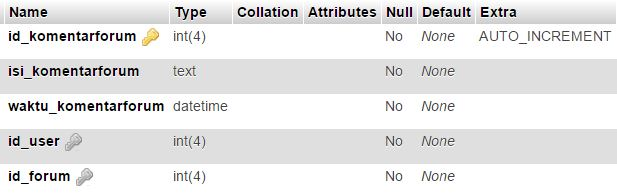 Name Type Collation Attributes Null Default Extra
id_komentarforum int(4) No None AUTO_INCREMENT
isi_komentarforum text No None
waktu_komentarforum datetime No None
id_user int(4) No None
id_forum int(4) No None